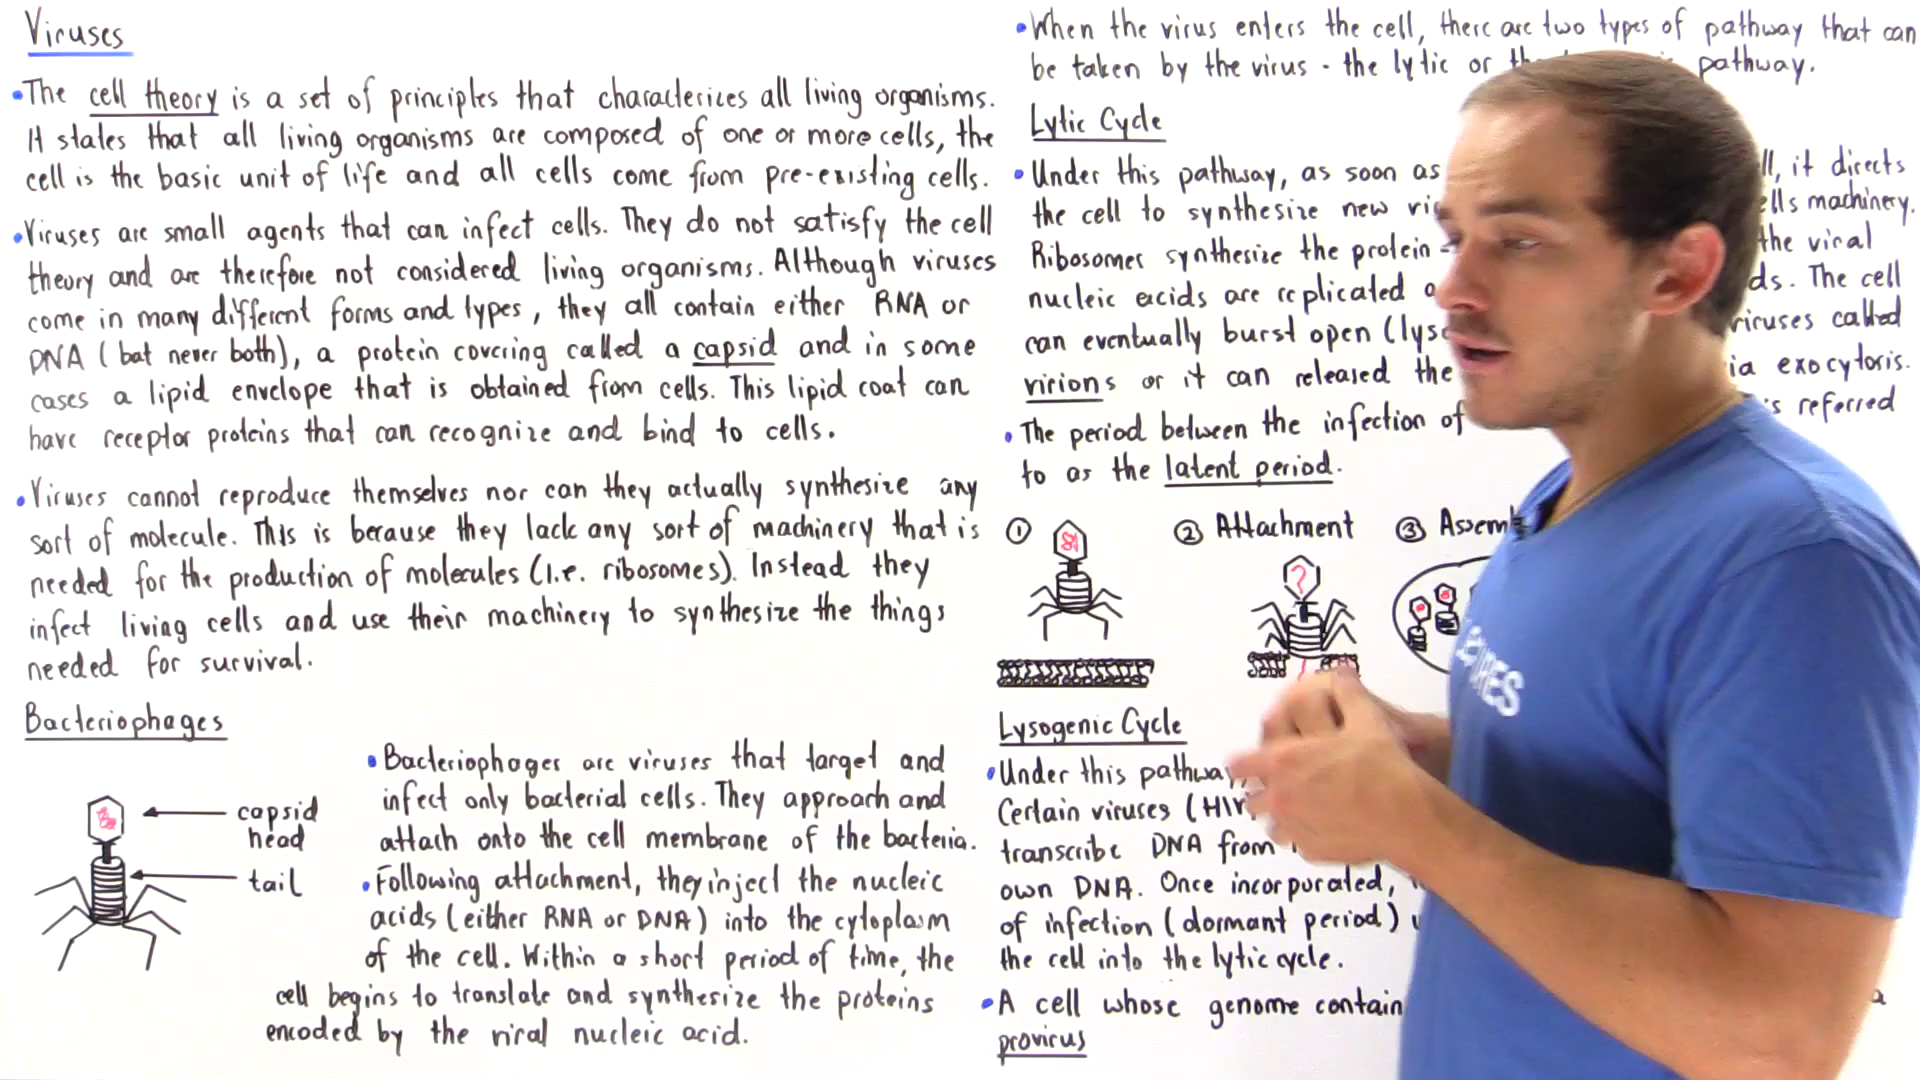 Viruses
•The cell theory is a set of principles that characterizes all living organisms.
It states that all living organisms are composed of one or more cells, the
cell is the basic unit of life and all cells come from pre-existing cells.
•Viruses are small agents that can infect cells. They do not satisfy the cell
theory and are therefore not considered living organisms. Although viruses
come in many different forms and types, they all contain either RNA or
DNA (bat never both), a protein covering called a capsid and in some
cases a lipid envelope that is obtained from cells. This lipid coat can
have receptor proteins that can recognize and bind to cells.
•Viruses cannot reproduce themselves nor can they actually synthesize any
sort of molecule. This is because they lack any sort of machinery that is
needed for the production of molecules (i.e. ribosomes). Instead they
infect living cells and use their machinery to synthesize the things
needed for survival.
Bacteriophages
capsid
head
tail
•Bacteriophages are viruses that target and
infect only bacterial cells. They approach and
attach onto the cell membrane of the bacteria.
•Following attachment, they inject the nucleic
acids (either RNA or DNA) into the cytoplasm
of the cell. Within a short period of time, the
cell begins to translate and synthesize the proteins
encoded by the viral nucleic acid.
•When the virus enters the cell, there are two types of pathway that can
be taken by the virus - the lytic or pathway.
Lytic Cycle
•Under this pathway, as soon as it directs
the cell to synthesize new machinery.
Ribosomes synthesize the protein the viral
nucleic acids are replicated The cell
can eventually burst open viruses called
virions or it can released the exocytosis.
•The period between the infection of is referred
to as the latent period.
① ② Attachment ③
Lysogenic Cycle
•Under this pathway
Certain viruses (HIV
transcribe DNA from
own DNA. Once incorporated,
of infection (dormant period)
the cell into the lytic cycle.
•A cell whose genome contain a
provirus